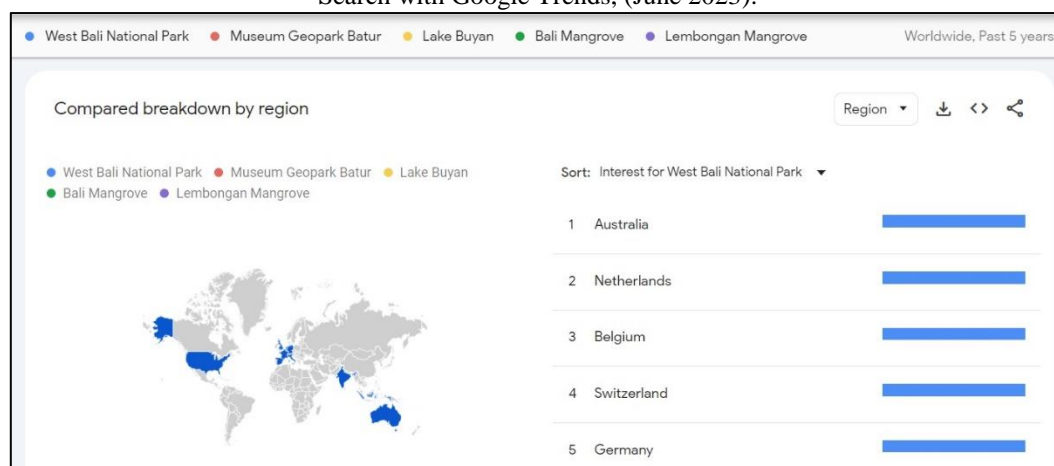 Search with Google Trends, (June 2023).
West Bali National Park Museum Geopark Batur Lake Buyan Bali Mangrove Lembongan Mangrove Worldwide, Past 5 years
Compared breakdown by region Region
West Bali National Park Museum Geopark Batur Lake Buyan
Bali Mangrove Lembongan Mangrove
Sort: Interest for West Bali National Park
1 Australia
2 Netherlands
3 Belgium
4 Switzerland
5 Germany